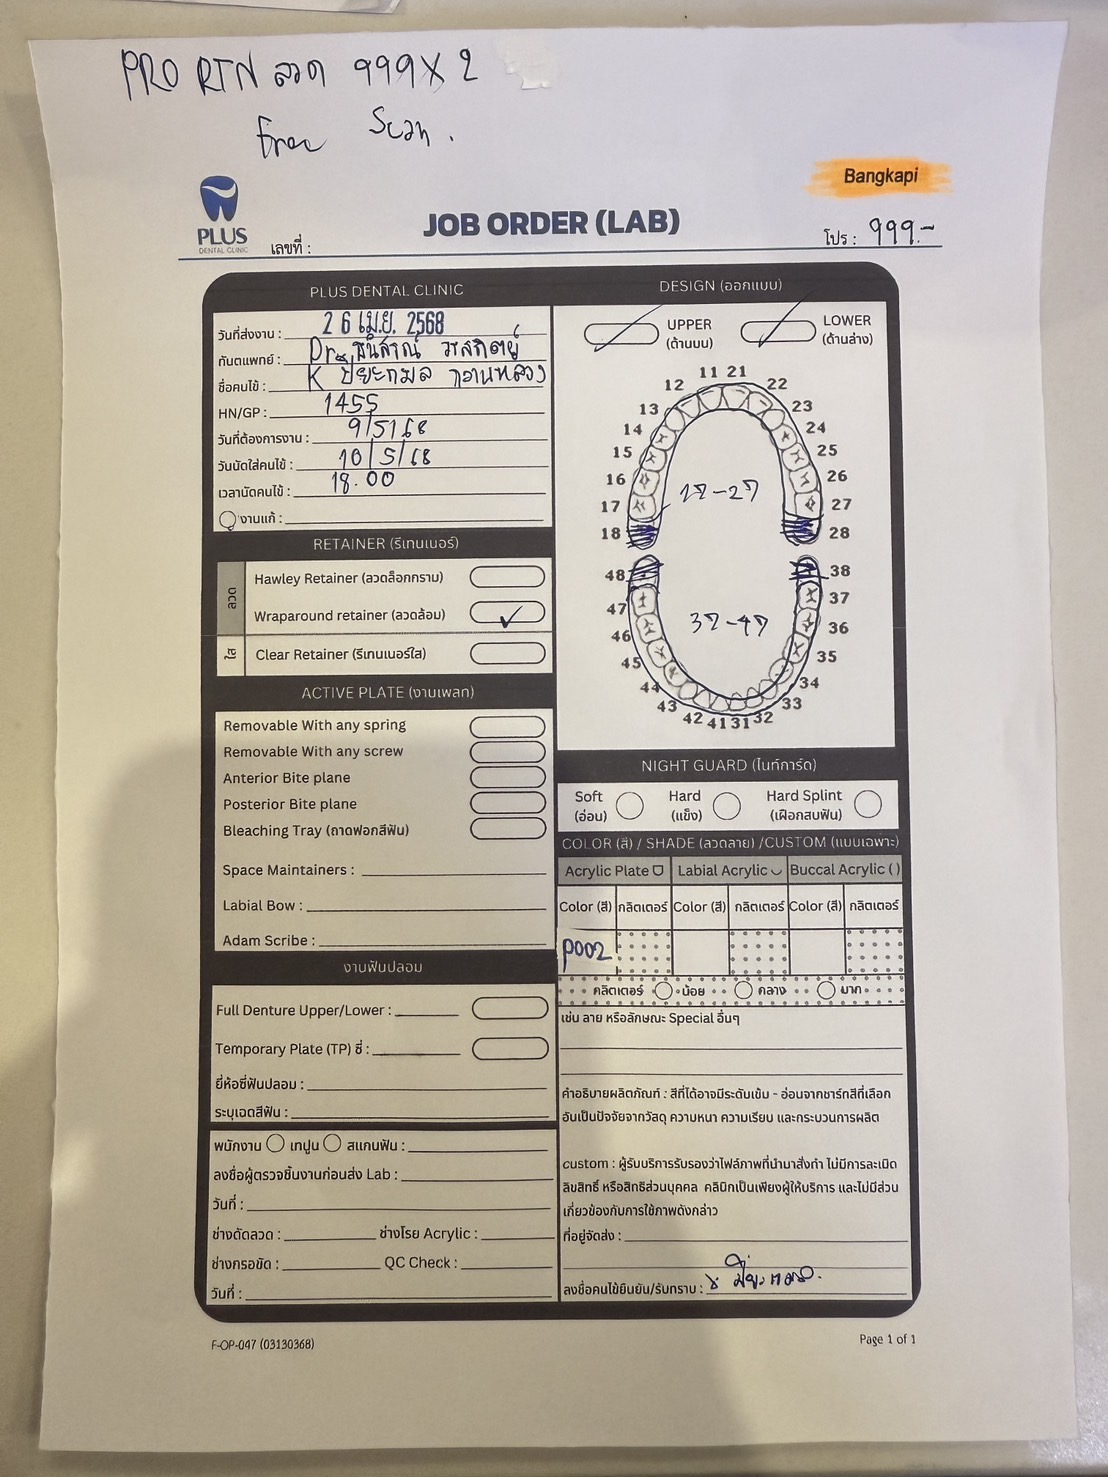 PRO RTN ลวด 999 X 2
Free Scan.
Bangkapi
PLUS
DENTAL CLINIC
JOB ORDER (LAB)
เลขที่ :
โปร : 999.-
PLUS DENTAL CLINIC
วันที่ส่งงาน : 26 เม.ย. 2568
ทันตแพทย์ : Dr.
ชื่อคนไข้ : K ปิยะกมล
HN/GP : 1455
วันที่ต้องการงาน : 9/5/68
วันนัดใส่คนไข้ : 10/5/68
เวลานัดคนไข้ : 18.00
งานแก้ :
RETAINER (รีเทนเนอร์)
ลวด
Hawley Retainer (ลวดล็อกกราม)
Wraparound retainer (ลวดล้อม) ✓
ใส
Clear Retainer (รีเทนเนอร์ใส)
ACTIVE PLATE (งานเพลท)
Removable With any spring
Removable With any screw
Anterior Bite plane
Posterior Bite plane
Bleaching Tray (ถาดฟอกสีฟัน)
Space Maintainers :
Labial Bow :
Adam Scribe :
งานฟันปลอม
Full Denture Upper/Lower :
Temporary Plate (TP) ซี่ :
ยี่ห้อซี่ฟันปลอม :
ระบุเฉดสีฟัน :
พนักงาน เทปูน สแกนฟัน :
ลงชื่อผู้ตรวจชิ้นงานก่อนส่ง Lab :
วันที่ :
ช่างดัดลวด : ช่างโรย Acrylic :
ช่างกรอขัด : QC Check :
วันที่ :
DESIGN (ออกแบบ)
UPPER
(ด้านบน)
LOWER
(ด้านล่าง)
11 21
12 22
13 23
14 24
15 25
16 26
17-27
17 27
18 28
48 38
47 37
37-47
46 36
45 35
44 34
43 33
42 41 31 32
NIGHT GUARD (ไนท์การ์ด)
Soft
(อ่อน)
Hard
(แข็ง)
Hard Splint
(เฝือกสบฟัน)
COLOR (สี) / SHADE (ลวดลาย) /CUSTOM (แบบเฉพาะ)
Acrylic Plate Labial Acrylic Buccal Acrylic ( )
Color (สี) กลิตเตอร์ Color (สี) กลิตเตอร์ Color (สี) กลิตเตอร์
P002
กลิตเตอร์ น้อย กลาง มาก
เช่น ลาย หรือลักษณะ Special อื่นๆ
คำอธิบายผลิตภัณฑ์ : สีที่ได้อาจมีระดับเข้ม - อ่อนจากชาร์ทสีที่เลือก
อันเป็นปัจจัยจากวัสดุ ความหนา ความเรียบ และกระบวนการผลิต
custom : ผู้รับบริการรับรองว่าไฟล์ภาพที่นำมาสั่งทำ ไม่มีการละเมิด
ลิขสิทธิ์ หรือสิทธิส่วนบุคคล คลินิกเป็นเพียงผู้ให้บริการ และไม่มีส่วน
เกี่ยวข้องกับการใช้ภาพดังกล่าว
ที่อยู่จัดส่ง :
ลงชื่อคนไข้ยืนยัน/รับทราบ : x ปิยะกมล.
F-OP-047 (03130368)
Page 1 of 1